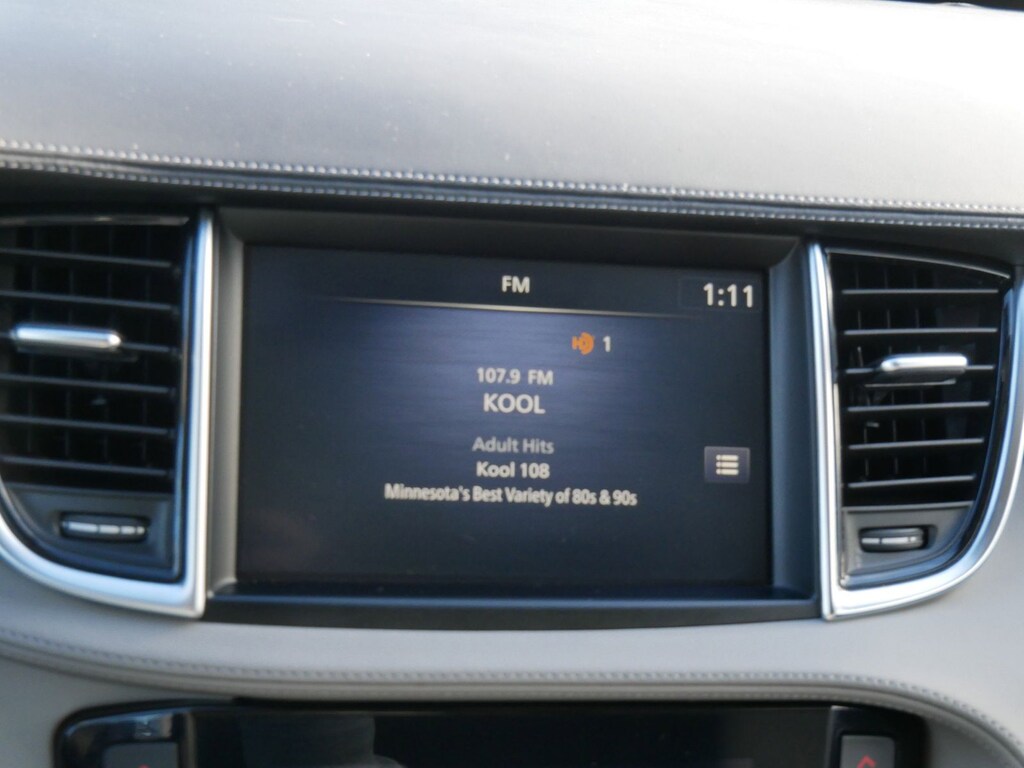 FM
1:11
1
107.9 FM
KOOL
Adult Hits
Kool 108
Minnesota's Best Variety of 80s & 90s